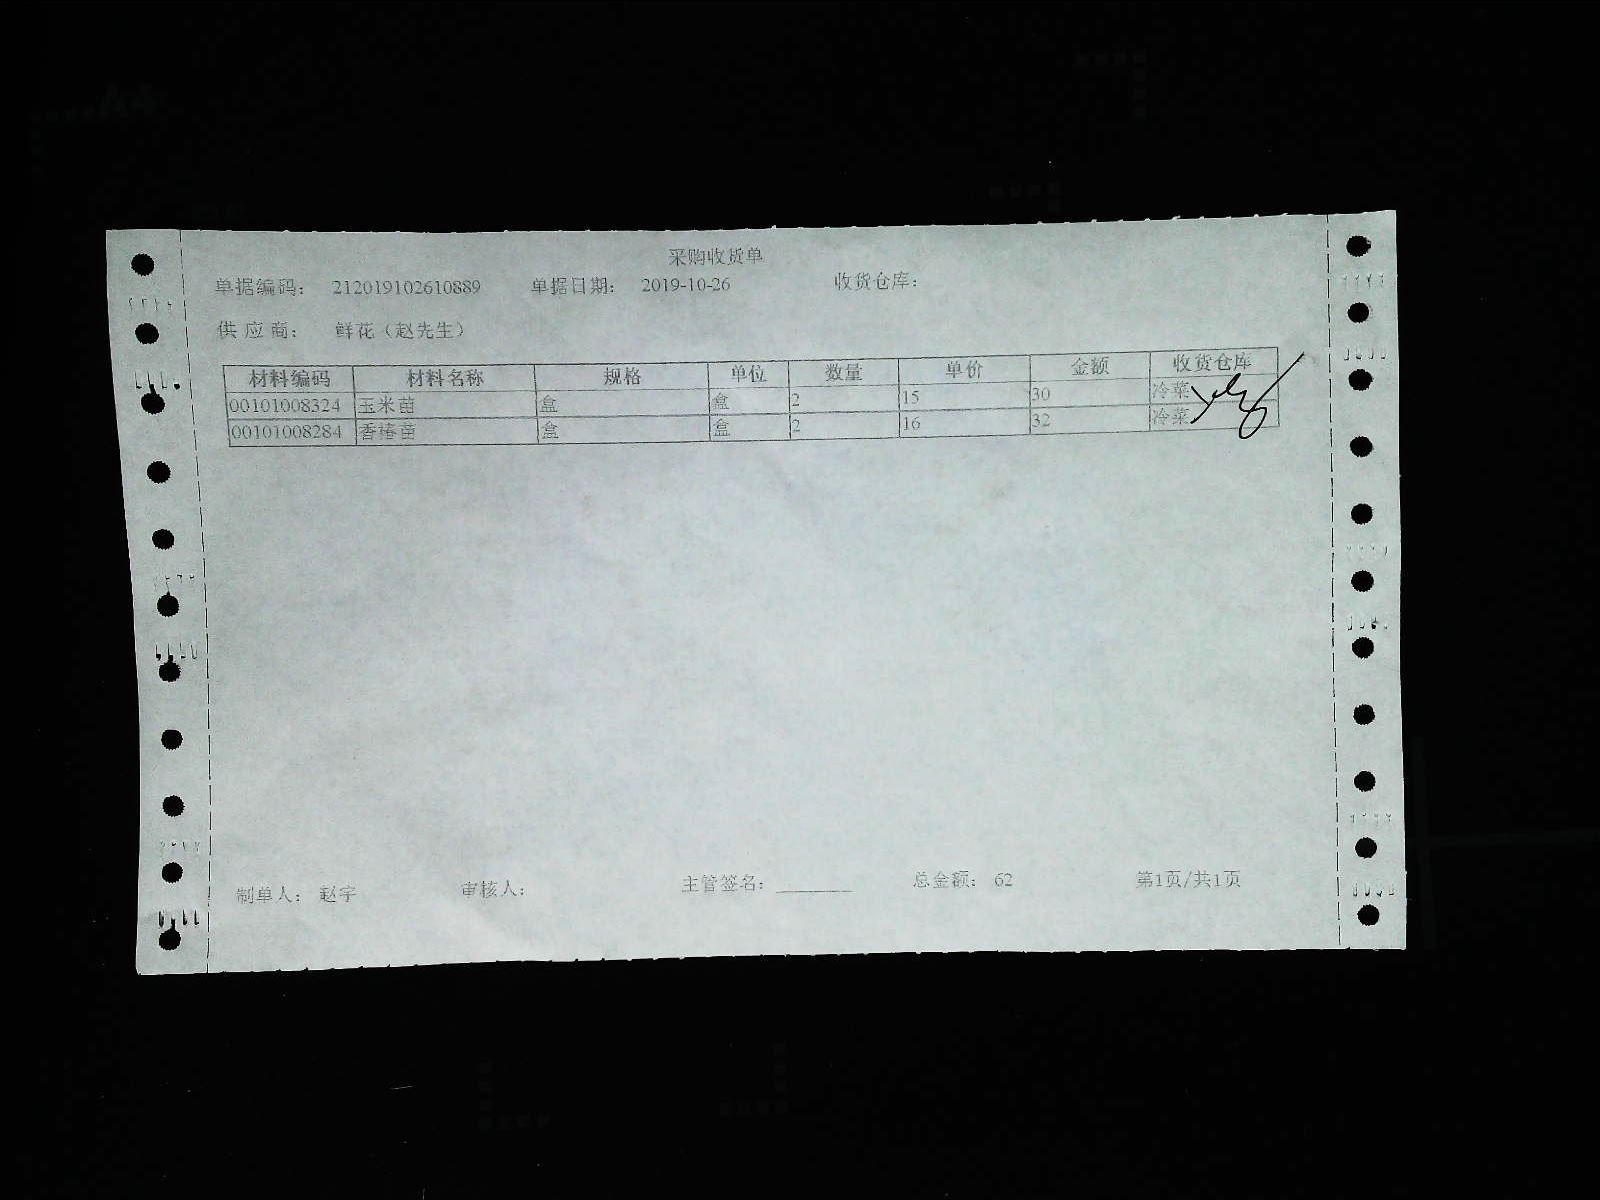 采购收货单
单据编码： 212019102610889 单据日期： 2019-10-26 收货仓库：
供应商： 鲜花（赵先生）
材料编码 材料名称 规格 单位 数量 单价 金额 收货仓库
00101008324 玉米苗 盒 盒 2 15 30 冷菜
00101008284 香椿苗 盒 盒 2 16 32 冷菜
制单人： 赵宇 审核人： 主管签名： 总金额： 62 第1页/共1页